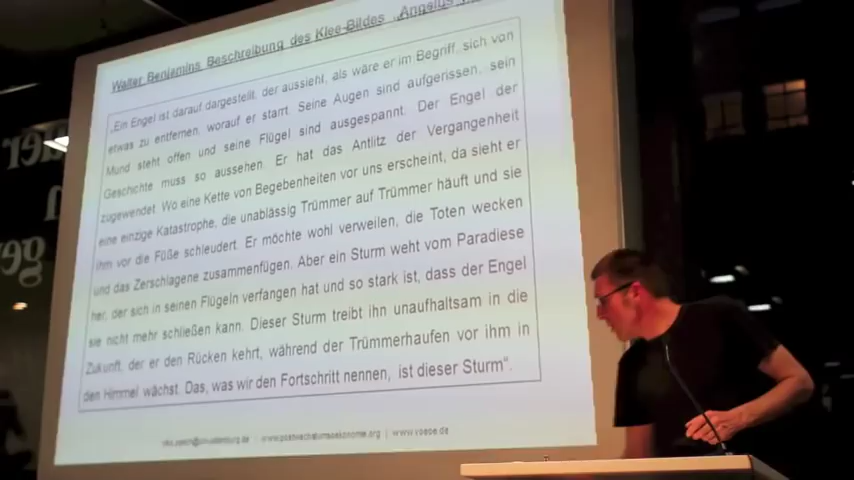 Walter Benjamins Beschreibung des Klee-Bildes „Angelus
„Ein Engel ist darauf dargestellt, der aussieht, als wäre er im Begriff, sich von
etwas zu entfernen, worauf er starrt. Seine Augen sind aufgerissen, sein
Mund steht offen und seine Flügel sind ausgespannt. Der Engel der
Geschichte muss so aussehen. Er hat das Antlitz der Vergangenheit
zugewendet. Wo eine Kette von Begebenheiten vor uns erscheint, da sieht er
eine einzige Katastrophe, die unablässig Trümmer auf Trümmer häuft und sie
ihm vor die Füße schleudert. Er möchte wohl verweilen, die Toten wecken
und das Zerschlagene zusammenfügen. Aber ein Sturm weht vom Paradiese
her, der sich in seinen Flügeln verfangen hat und so stark ist, dass der Engel
sie nicht mehr schließen kann. Dieser Sturm treibt ihn unaufhaltsam in die
Zukunft, der er den Rücken kehrt, während der Trümmerhaufen vor ihm in
den Himmel wächst. Das, was wir den Fortschritt nennen, ist dieser Sturm“.
www.postwachstumsoekonomie.org | www.voeoe.de